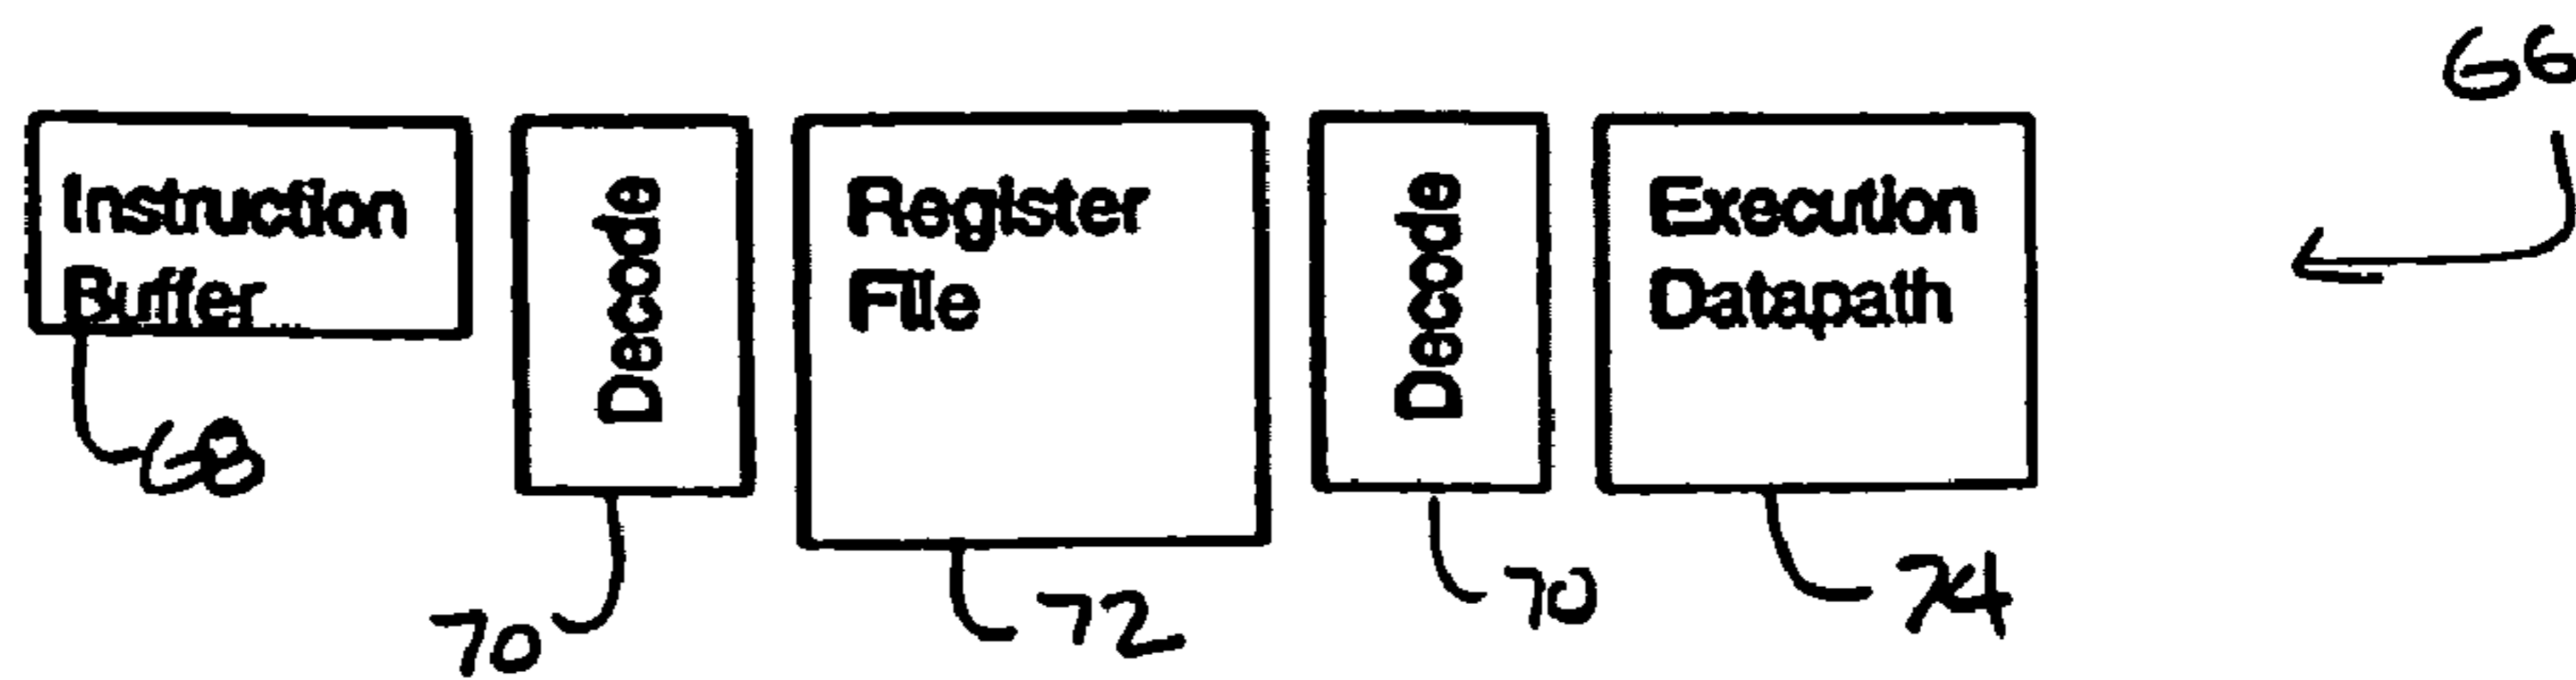 66
Instruction
Buffer
Decode
Register
File
Decode
Execution
Datapath
68
70
72
70
74